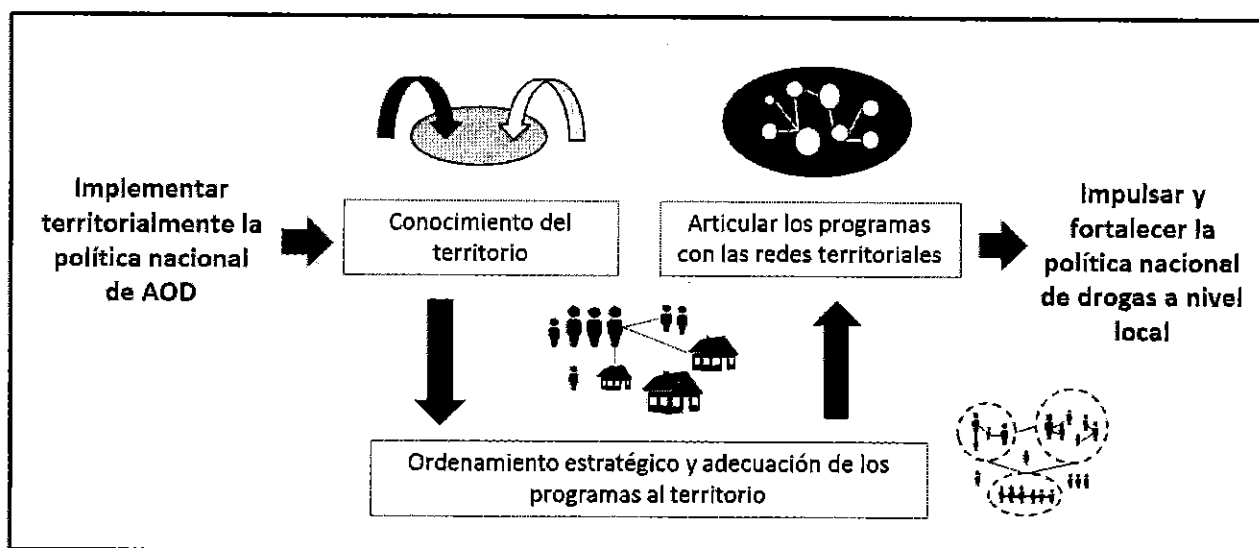 Implementar
territorialmente la
política nacional
de AOD
Conocimiento del
territorio
Articular los programas
con las redes territoriales
Impulsar y
fortalecer la
política nacional
de drogas a nivel
local
Ordenamiento estratégico y adecuación de los
programas al territorio